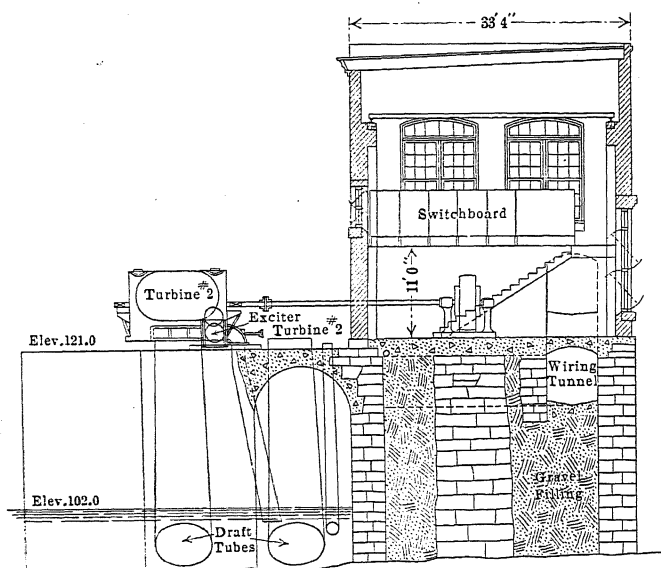 33'4"
Switchboard
11'0"
Turbine #2
Exciter
Turbine #2
Elev.121.0
Wiring
Tunnel
Gravel
Filling
Elev.102.0
Draft
Tubes